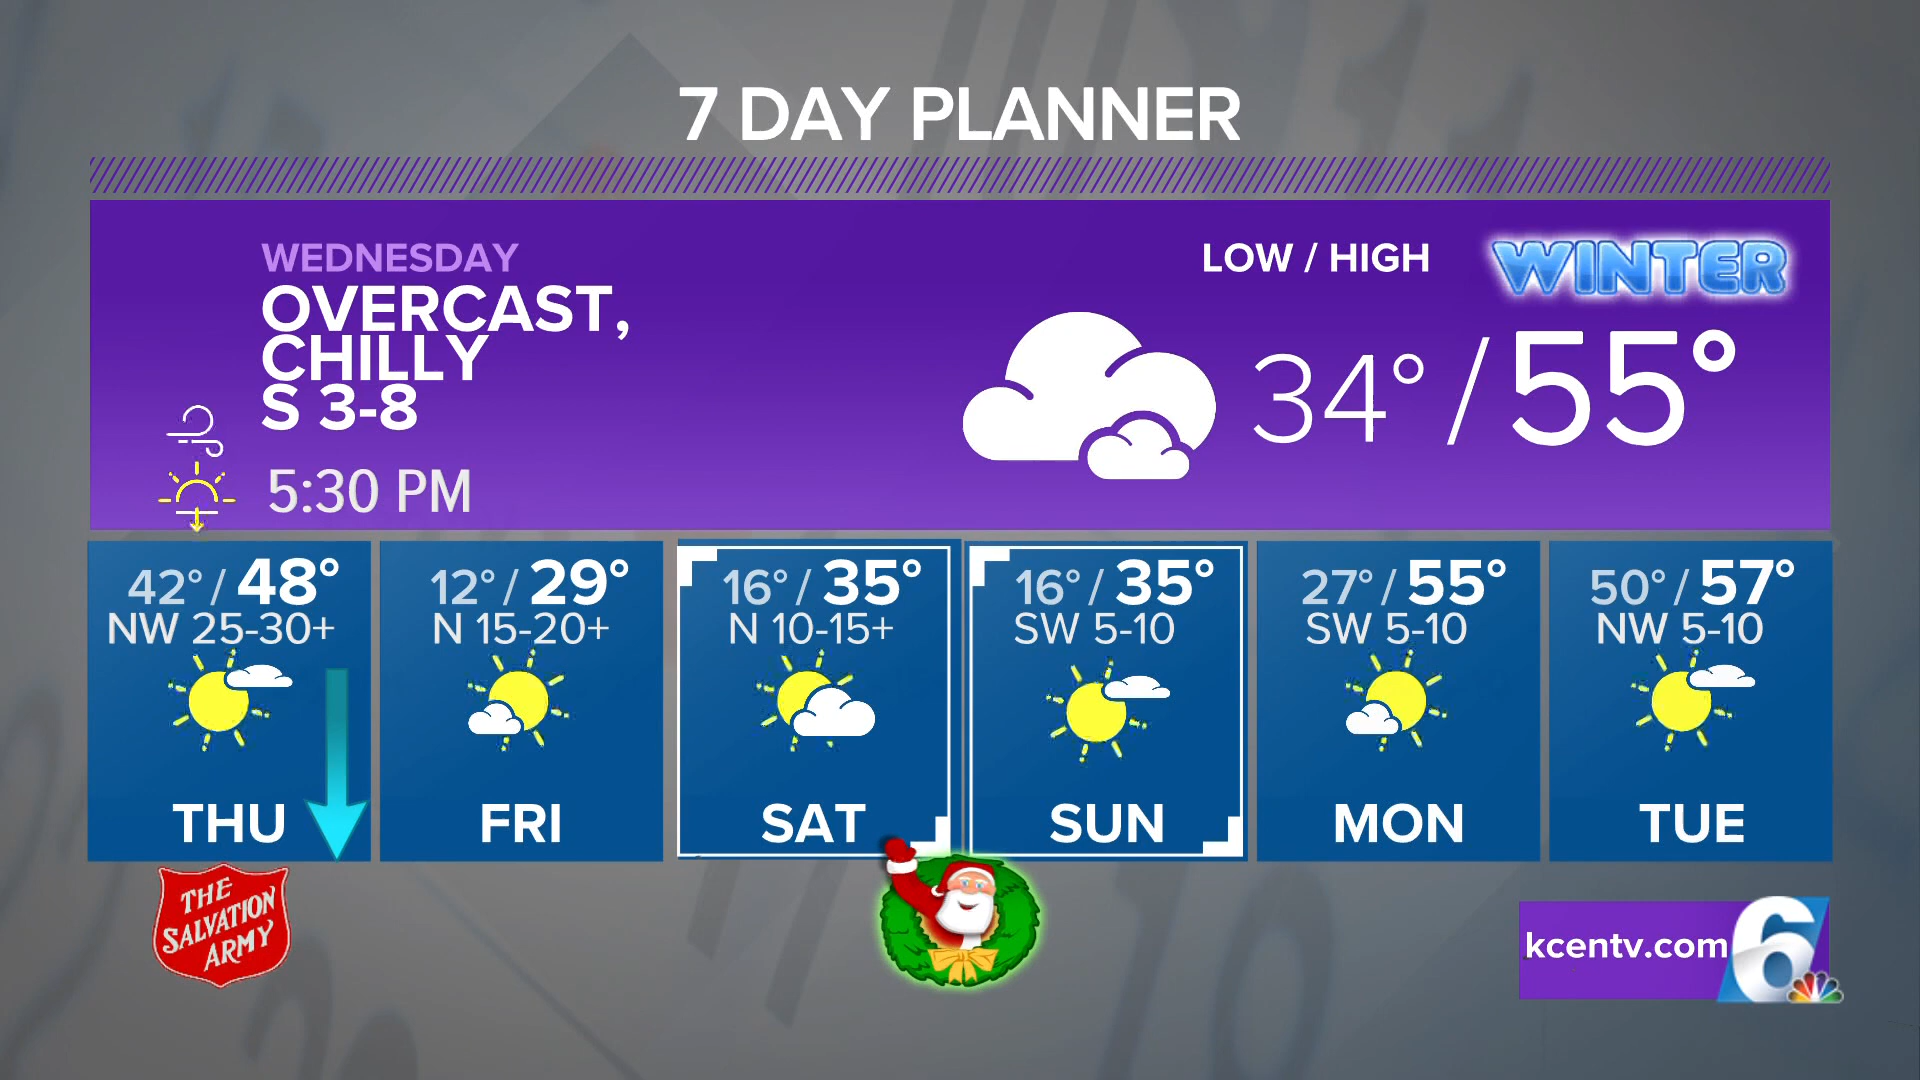 7 DAY PLANNER
WEDNESDAY
OVERCAST,
CHILLY
S 3-8
5:30 PM
LOW / HIGH
WINTER
34° / 55°
42° / 48°
NW 25-30+
THU
12° / 29°
N 15-20+
FRI
16° / 35°
N 10-15+
SAT
16° / 35°
SW 5-10
SUN
27° / 55°
SW 5-10
MON
50° / 57°
NW 5-10
TUE
THE
SALVATION
ARMY
kcentv.com
6